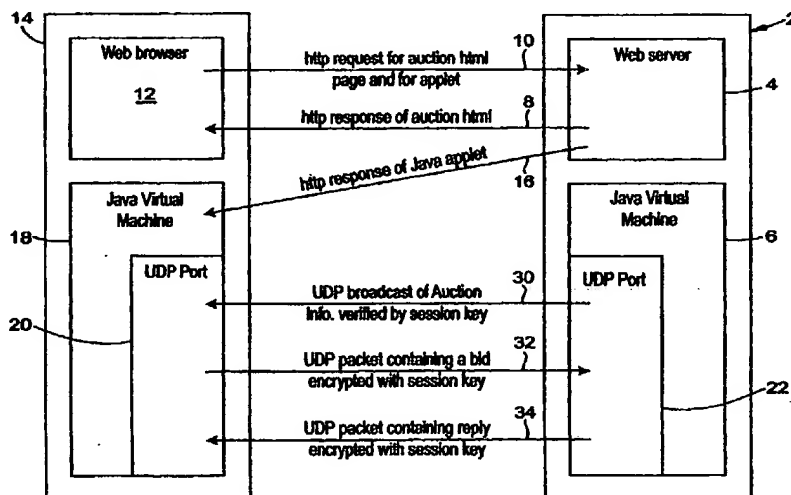 14
2
Web browser
12
10
http request for auction html
page and for applet
Web server
4
8
http response of auction html
http response of Java applet
16
Java Virtual
Machine
18
Java Virtual
Machine
6
UDP Port
20
30
UDP broadcast of Auction
Info. verified by session key
UDP Port
32
UDP packet containing a bid
encrypted with session key
22
34
UDP packet containing reply
encrypted with session key